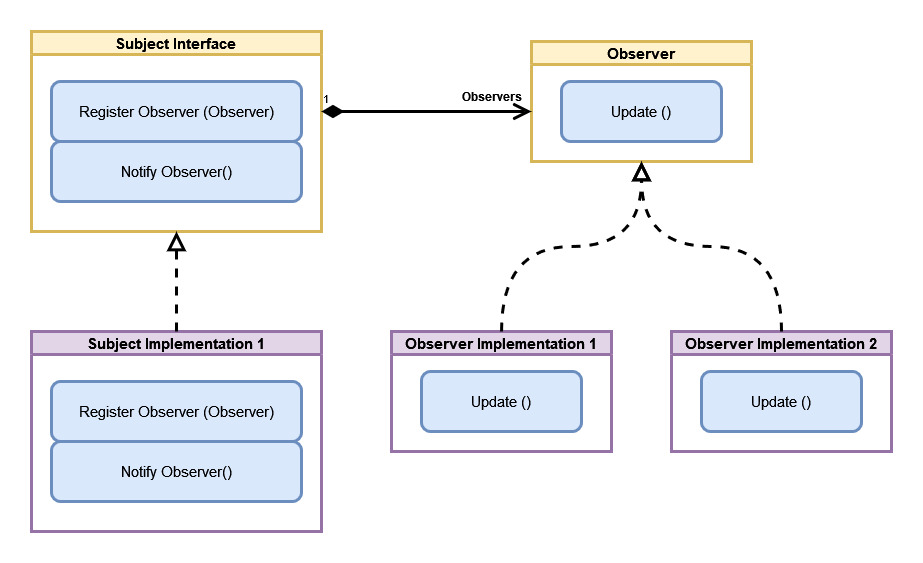 Subject Interface
Register Observer (Observer)
Notify Observer()
1
Observers
Observer
Update ()
Subject Implementation 1
Register Observer (Observer)
Notify Observer()
Observer Implementation 1
Update ()
Observer Implementation 2
Update ()